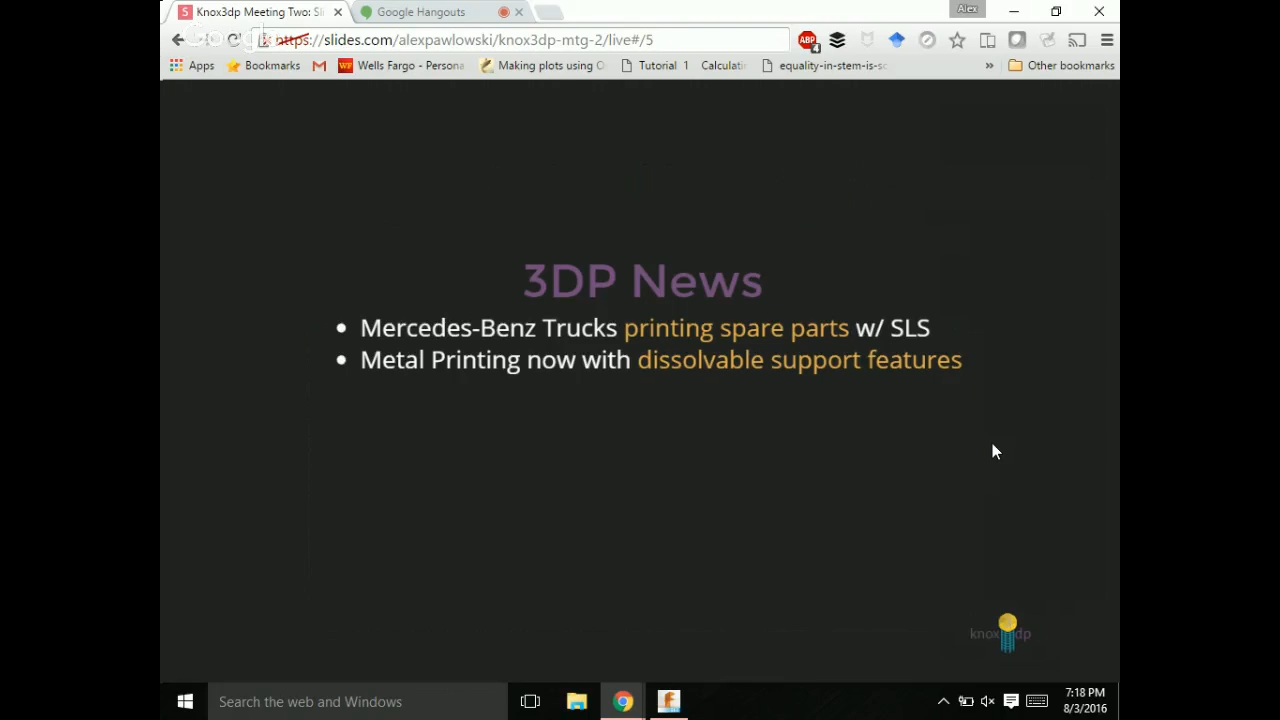 Knox3dp Meeting Two: Sl
Google Hangouts
Alex
https://slides.com/alexpawlowski/knox3dp-mtg-2/live#/5
ABP
4
Apps
Bookmarks
Wells Fargo - Persona
Making plots using O
Tutorial 1
Calculatin
equality-in-stem-is-sc
»
Other bookmarks
3DP News
• Mercedes-Benz Trucks printing spare parts w/ SLS
• Metal Printing now with dissolvable support features
knox3dp
Search the web and Windows
7:18 PM
8/3/2016